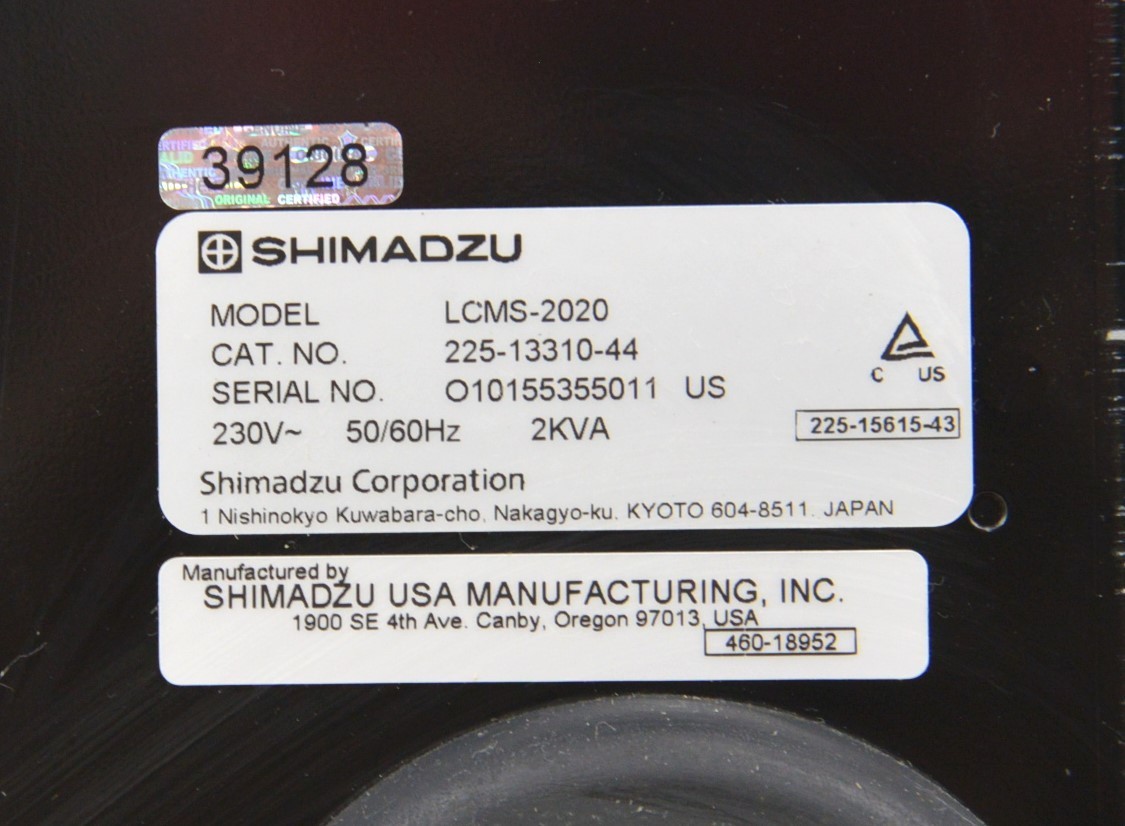 39128
ORIGINAL CERTIFIED
SHIMADZU
MODEL LCMS-2020
CAT. NO. 225-13310-44
SERIAL NO. O10155355011 US
C US
230V~ 50/60Hz 2KVA
225-15615-43
Shimadzu Corporation
1 Nishinokyo Kuwabara-cho, Nakagyo-ku, KYOTO 604-8511, JAPAN
Manufactured by
SHIMADZU USA MANUFACTURING, INC.
1900 SE 4th Ave. Canby, Oregon 97013, USA
460-18952